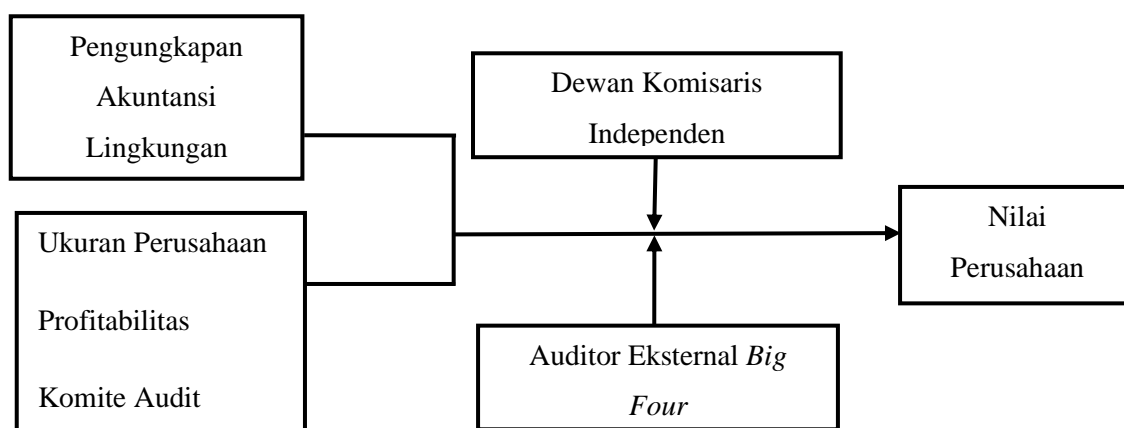 Pengungkapan
Akuntansi
Lingkungan
Ukuran Perusahaan
Profitabilitas
Komite Audit
Dewan Komisaris
Independen
Auditor Eksternal Big
Four
Nilai
Perusahaan